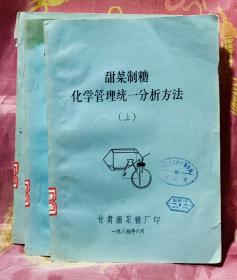 甜菜制糖
化学管理统一分析方法
（上）
甘肃酒泉糖厂印
一九八四年六月